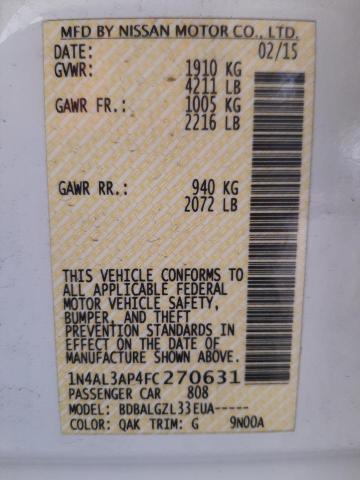 MFD BY NISSAN MOTOR CO., LTD.
DATE: 02/15
GVWR: 1910 KG
4211 LB
GAWR FR.: 1005 KG
2216 LB
GAWR RR.: 940 KG
2072 LB
THIS VEHICLE CONFORMS TO
ALL APPLICABLE FEDERAL
MOTOR VEHICLE SAFETY,
BUMPER, AND THEFT
PREVENTION STANDARDS IN
EFFECT ON THE DATE OF
MANUFACTURE SHOWN ABOVE.
1N4AL3AP4FC270631
PASSENGER CAR 808
MODEL: BDBALGZL33EUA-----
COLOR: QAK TRIM: G 9N00A